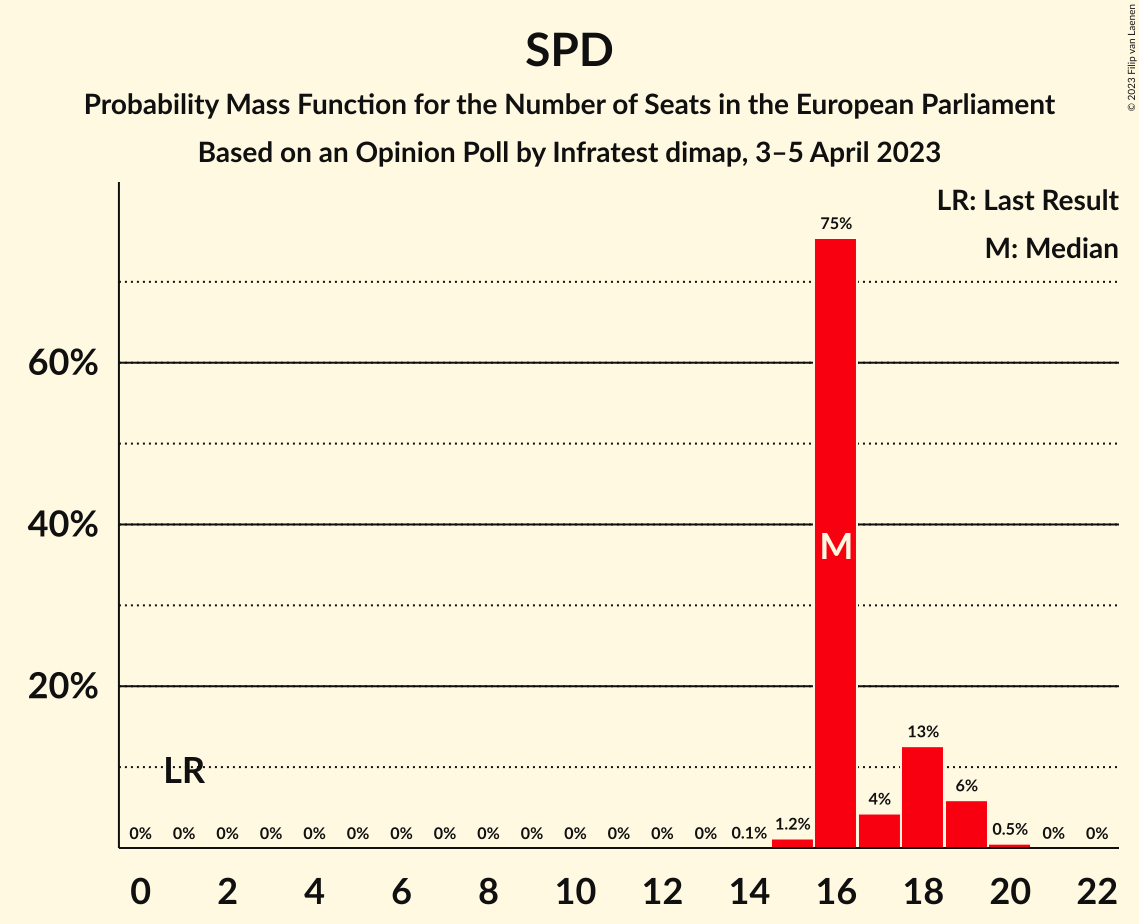 SPD
Probability Mass Function for the Number of Seats in the European Parliament
Based on an Opinion Poll by Infratest dimap, 3–5 April 2023
© 2023 Filip van Laenen
LR: Last Result
M: Median
75%
60%
40%
M
20%
13%
LR
6%
4%
0% 0% 0% 0% 0% 0% 0% 0% 0% 0% 0% 0% 0% 0% 0.1% 1.2% 0.5% 0% 0%
0 2 4 6 8 10 12 14 16 18 20 22